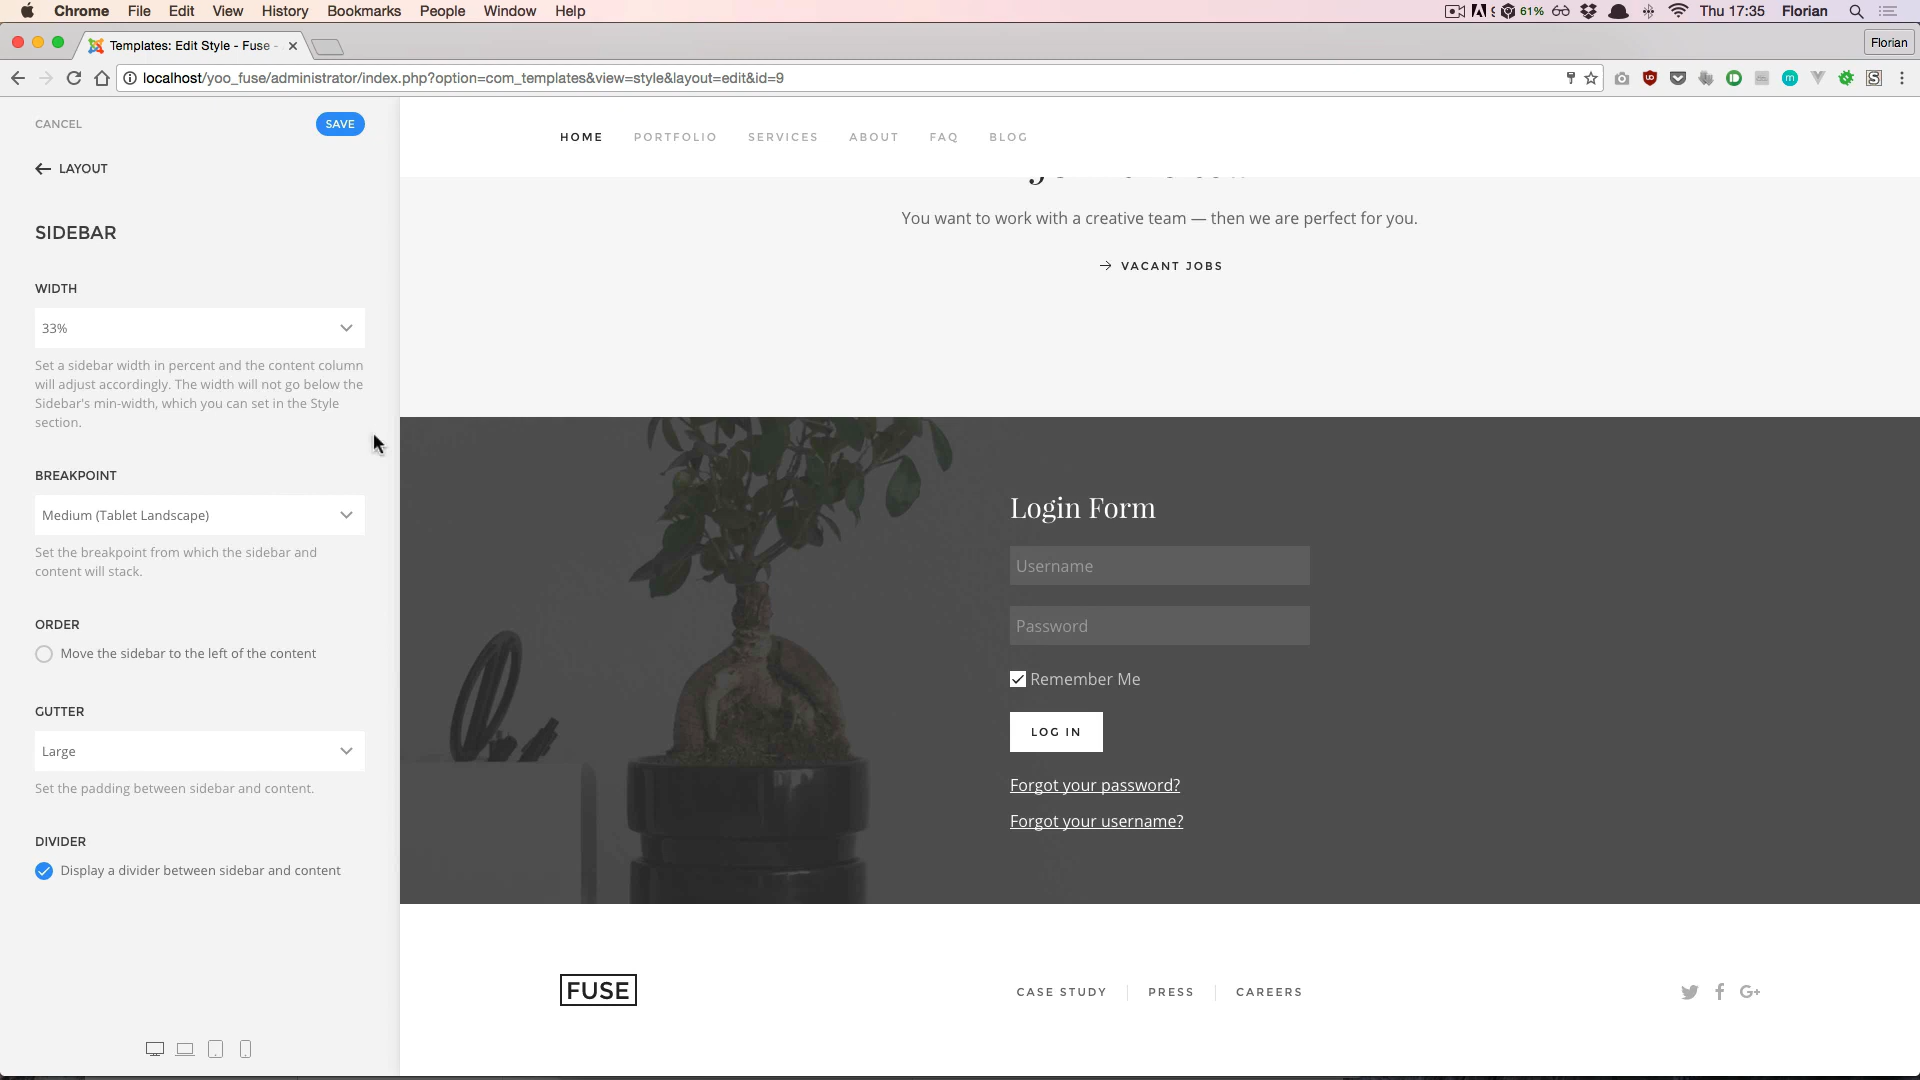 Chrome File Edit View History Bookmarks People Window Help 61% Thu 17:35 Florian
Templates: Edit Style - Fuse - Florian
localhost/yoo_fuse/administrator/index.php?option=com_templates&view=style&layout=edit&id=9
CANCEL SAVE
LAYOUT
SIDEBAR
WIDTH
33%
Set a sidebar width in percent and the content column
will adjust accordingly. The width will not go below the
Sidebar's min-width, which you can set in the Style
section.
BREAKPOINT
Medium (Tablet Landscape)
Set the breakpoint from which the sidebar and
content will stack.
ORDER
Move the sidebar to the left of the content
GUTTER
Large
Set the padding between sidebar and content.
DIVIDER
Display a divider between sidebar and content
HOME PORTFOLIO SERVICES ABOUT FAQ BLOG
You want to work with a creative team — then we are perfect for you.
VACANT JOBS
Login Form
Username
Password
Remember Me
LOG IN
Forgot your password?
Forgot your username?
FUSE CASE STUDY PRESS CAREERS G+